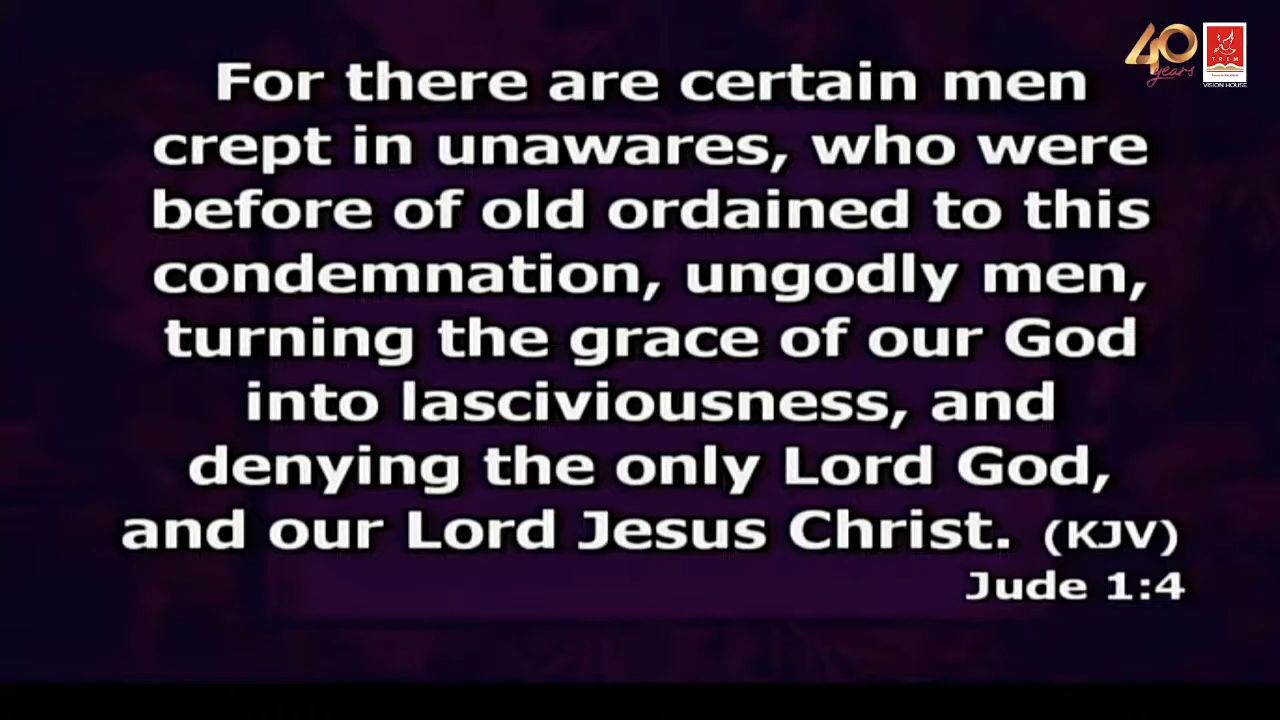 40
years
TREM
VISION HOUSE
For there are certain men
crept in unawares, who were
before of old ordained to this
condemnation, ungodly men,
turning the grace of our God
into lasciviousness, and
denying the only Lord God,
and our Lord Jesus Christ. (KJV)
Jude 1:4